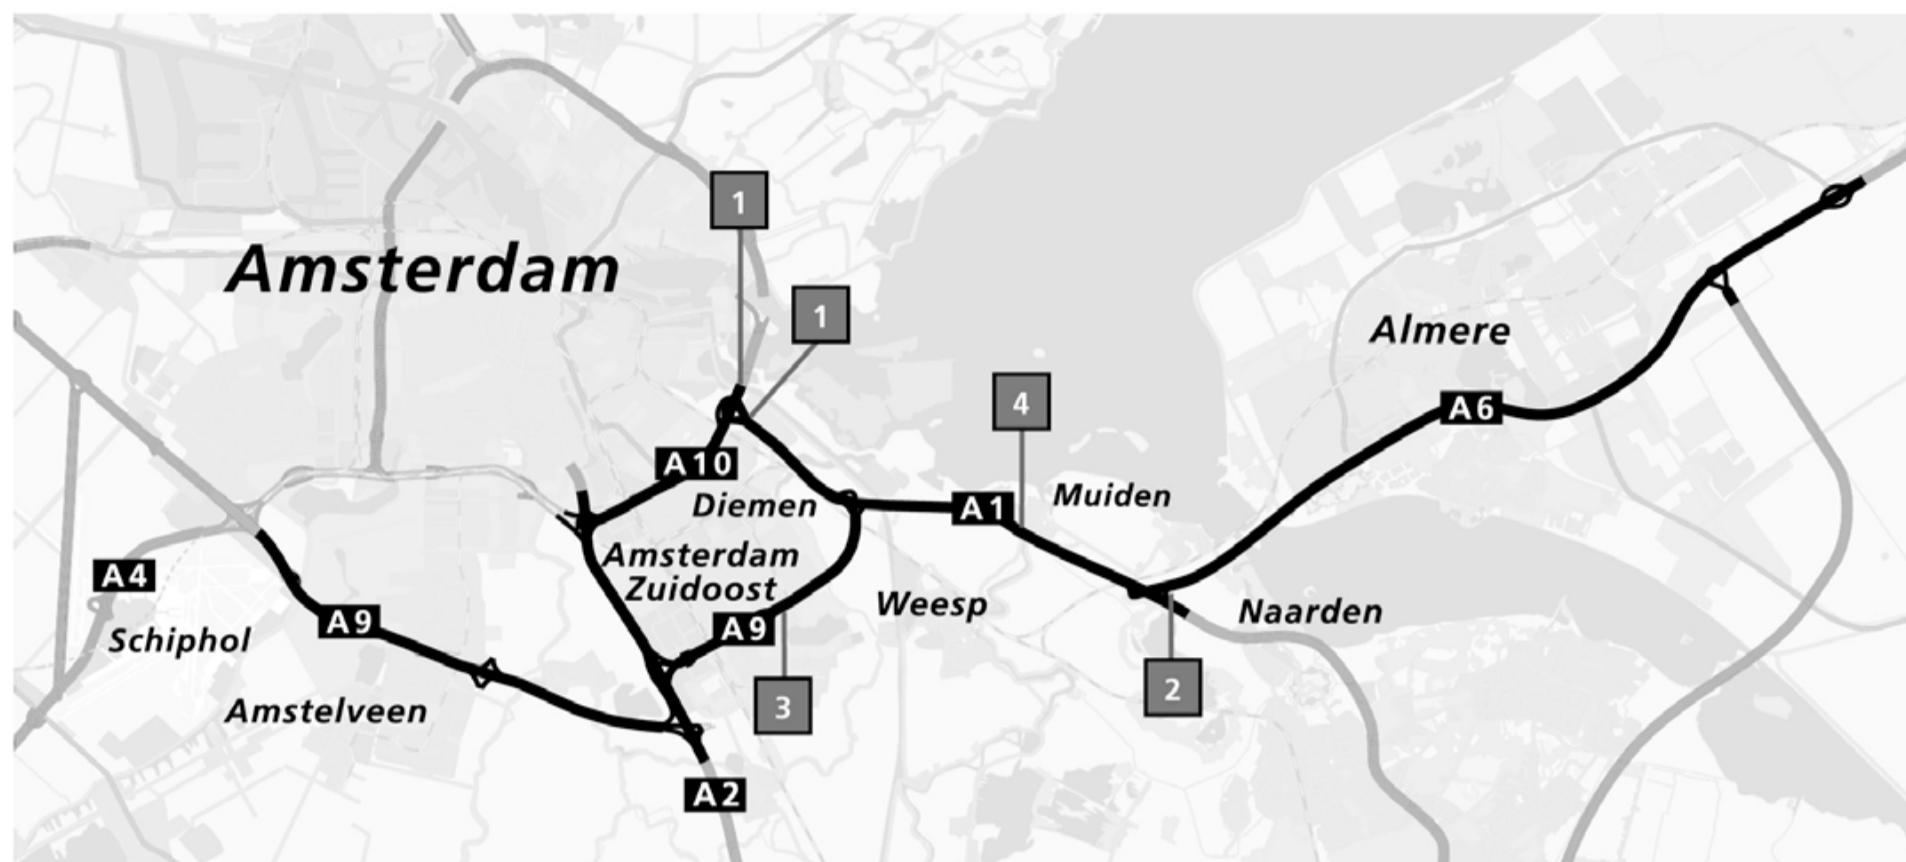 1
Amsterdam
1
Almere
4
A6
A10
Muiden
Diemen
A1
Amsterdam
Zuidoost
A4
Weesp
Naarden
A9
A9
Schiphol
2
3
Amstelveen
A2